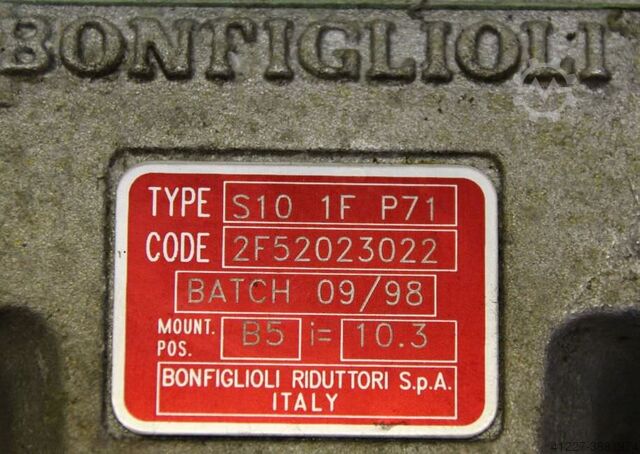 BONFIGLIOLI
TYPE S10 1F P71
CODE 2F52023022
BATCH 09/98
MOUNT. POS. B5 i= 10.3
BONFIGLIOLI RIDUTTORI S.p.A.
ITALY